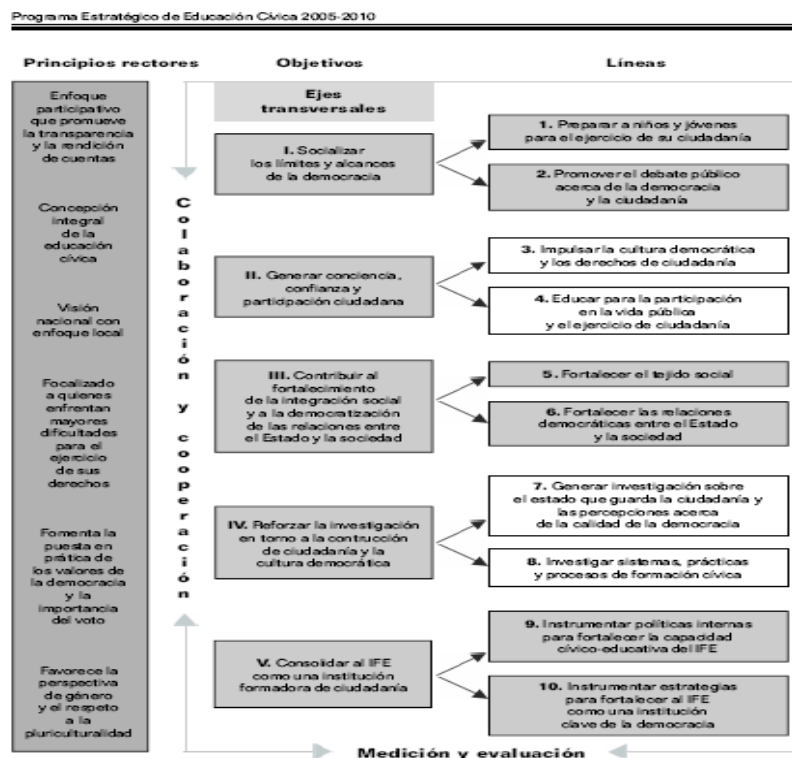 Programa Estratégico de Educación Cívica 2005-2010
Principios rectores
Objetivos
Líneas
Enfoque
participativo
que promueve
la transparencia
y la rendición
de cuentas
Concepción
integral
de la
educación
cívica
Visión
nacional con
enfoque local
Focalizado
a quienes
enfrentan
mayores
dificultades
para el
ejercicio
de sus
derechos
Fomenta la
puesta en
prática de
los valores de
la democracia
y la
importancia
del voto
Favorece la
perspectiva
de género
y el respeto
a la
pluriculturalidad
Colaboración y cooperación
Ejes
transversales
I. Socializar
los límites y alcances
de la democracia
1. Preparar a niños y jóvenes
para el ejercicio de su ciudadanía
2. Promover el debate público
acerca de la democracia
y la ciudadanía
II. Generar conciencia,
confianza y
participación ciudadana
3. Impulsar la cultura democrática
y los derechos de ciudadanía
4. Educar para la participación
en la vida pública
y el ejercicio de ciudadanía
III. Contribuir al
fortalecimiento
de la integración social
y a la democratización
de las relaciones entre
el Estado y la sociedad
5. Fortalecer el tejido social
6. Fortalecer las relaciones
democráticas entre el Estado
y la sociedad
IV. Reforzar la investigación
en torno a la contrucción
de ciudadanía y la
cultura democrática
7. Generar investigación sobre
el estado que guarda la ciudadanía y
las percepciones acerca
de la calidad de la democracia
8. Investigar sistemas, prácticas
y procesos de formación cívica
V. Consolidar al IFE
como una institución
formadora de ciudadanía
9. Instrumentar políticas internas
para fortalecer la capacidad
cívico-educativa del IFE
10. Instrumentar estrategias
para fortalecer al IFE
como una institución
clave de la democracia
Medición y evaluación